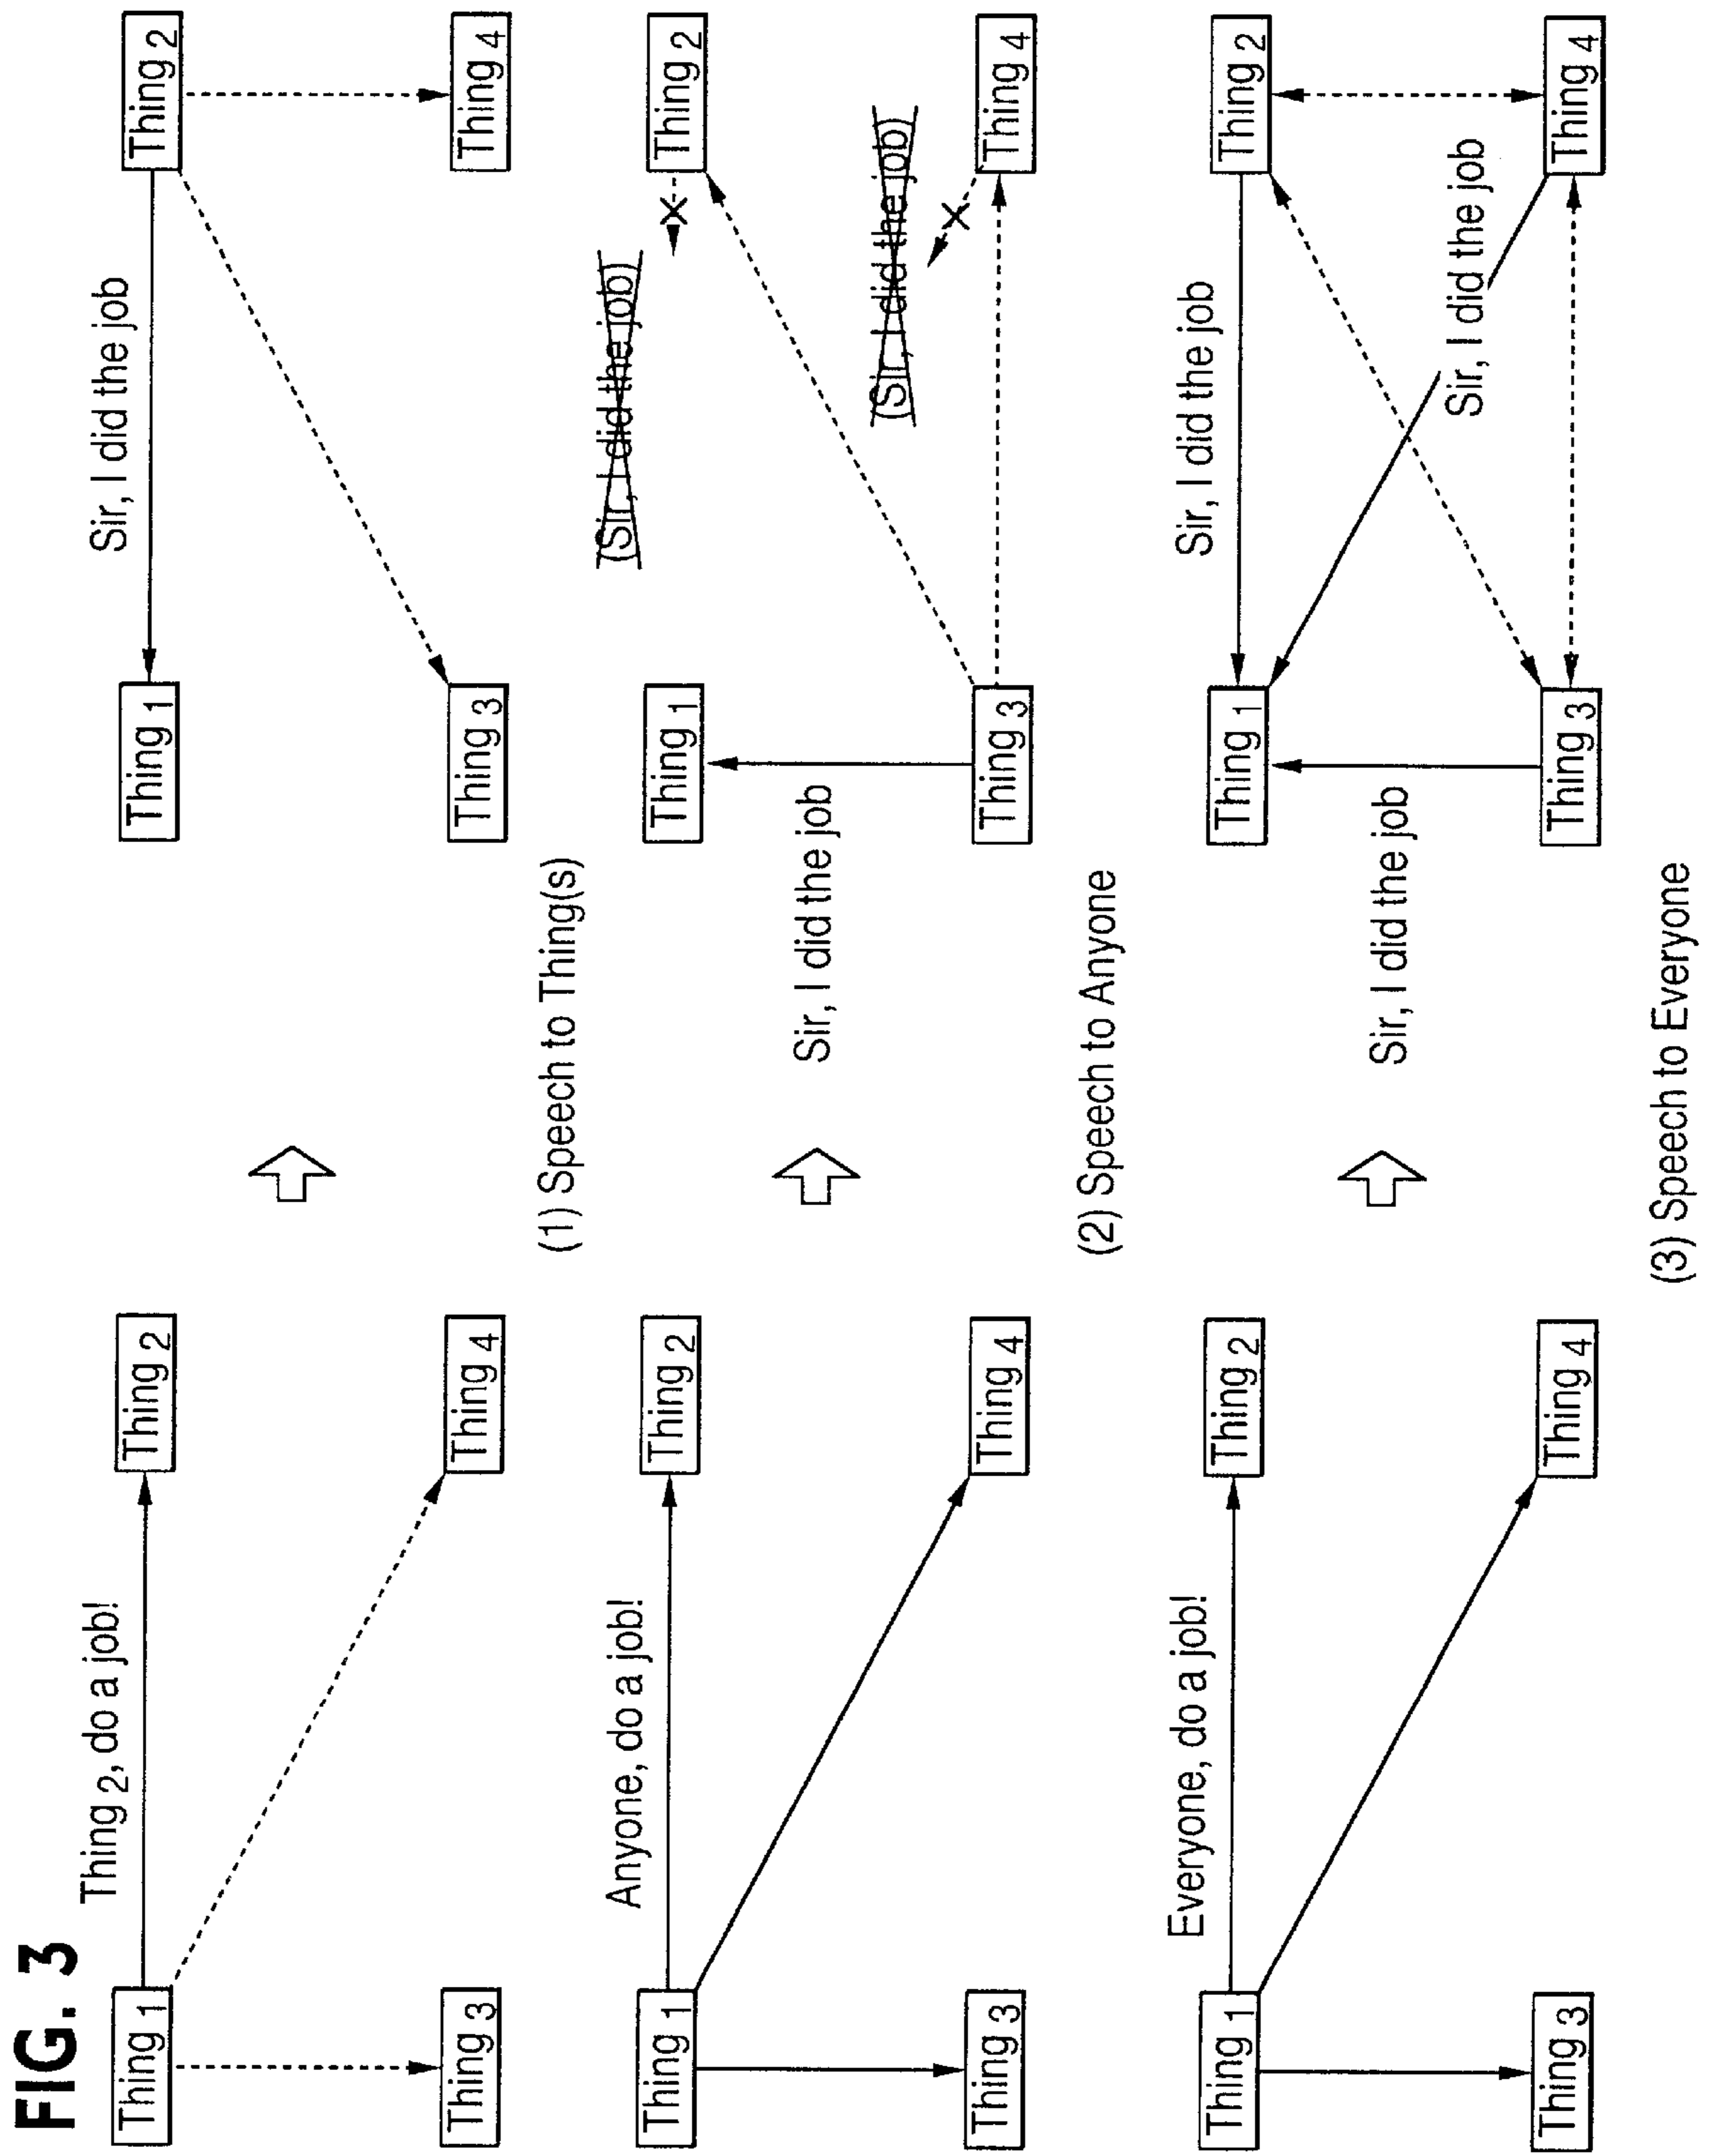 FIG. 3
Thing 2, do a job!
Thing 1
Thing 2
Thing 3
Thing 4
Sir, I did the job
Thing 1
Thing 2
Thing 3
Thing 4
(1) Speech to Thing(s)
Anyone, do a job!
Thing 1
Thing 2
Thing 3
Thing 4
(Sir, I did the job)
Thing 1
Thing 2
(Sir, I did the job)
Sir, I did the job
Thing 3
Thing 4
(2) Speech to Anyone
Everyone, do a job!
Thing 1
Thing 2
Thing 3
Thing 4
Sir, I did the job
Thing 1
Thing 2
Sir, I did the job
Sir, I did the job
Thing 3
Thing 4
(3) Speech to Everyone